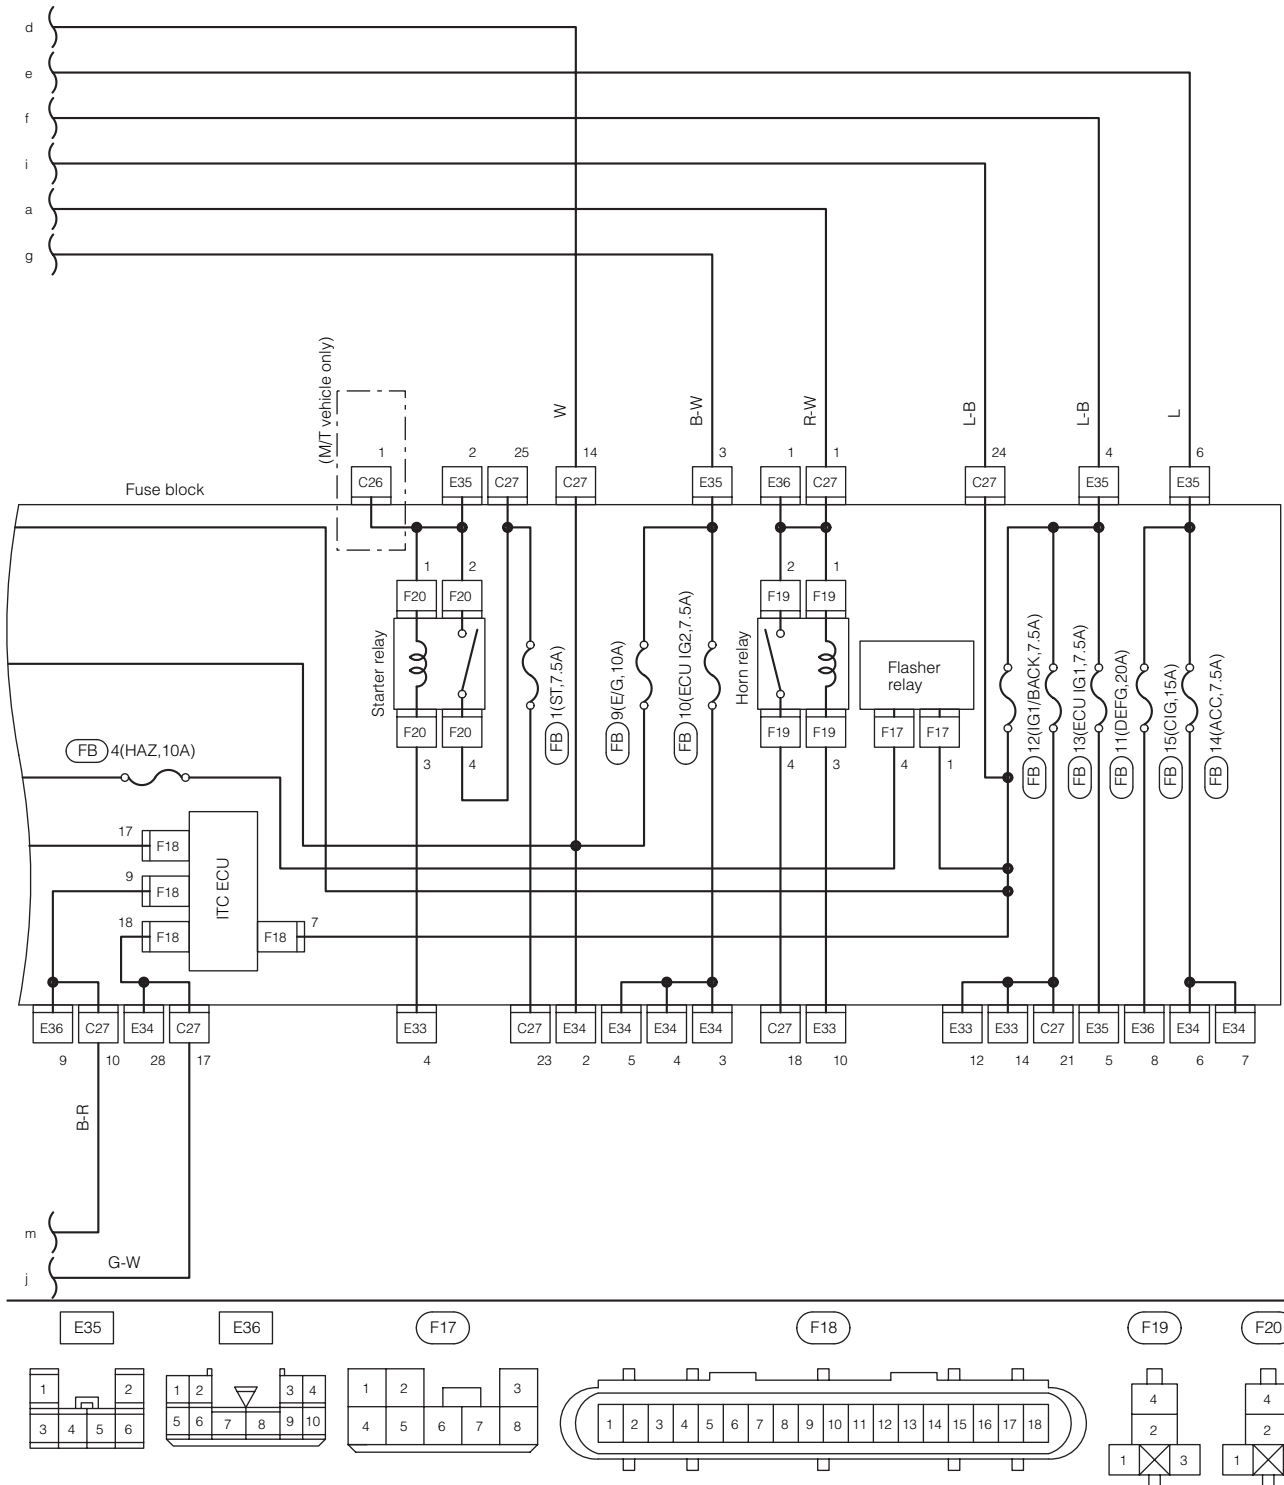 d
e
f
i
a
g
(M/T vehicle only)
W
B-W
R-W
L-B
L-B
L
1 2 25 14 3 1 1 24 4 6
C26 E35 C27 C27 E35 E36 C27 C27 E35 E35
Fuse block
1 2 2 1
F20 F20 F19 F19
Starter relay
FB 1(ST,7.5A)
FB 9(E/G,10A)
FB 10(ECU IG2,7.5A)
Horn relay
Flasher
relay
FB 12(IG1/BACK,7.5A)
FB 13(ECU IG1,7.5A)
FB 11(DEFG,20A)
FB 15(CIG,15A)
FB 14(ACC,7.5A)
F20 F20 F19 F19 F17 F17
3 4 4 3 4 1
FB 4(HAZ,10A)
17 F18
9 F18
18 F18
ITC ECU
F18 7
E36 C27 E34 C27 E33 C27 E34 E34 E34 E34 C27 E33 E33 E33 C27 E35 E36 E34 E34
9 10 28 17 4 23 2 5 4 3 18 10 12 14 21 5 8 6 7
B-R
m
G-W
j
E35 E36 F17 F18 F19 F20
1 2
3 4 5 6
1 2 3 4
5 6 7 8 9 10
1 2 3
4 5 6 7 8
1 2 3 4 5 6 7 8 9 10 11 12 13 14 15 16 17 18
4
2
1 3
4
2
1